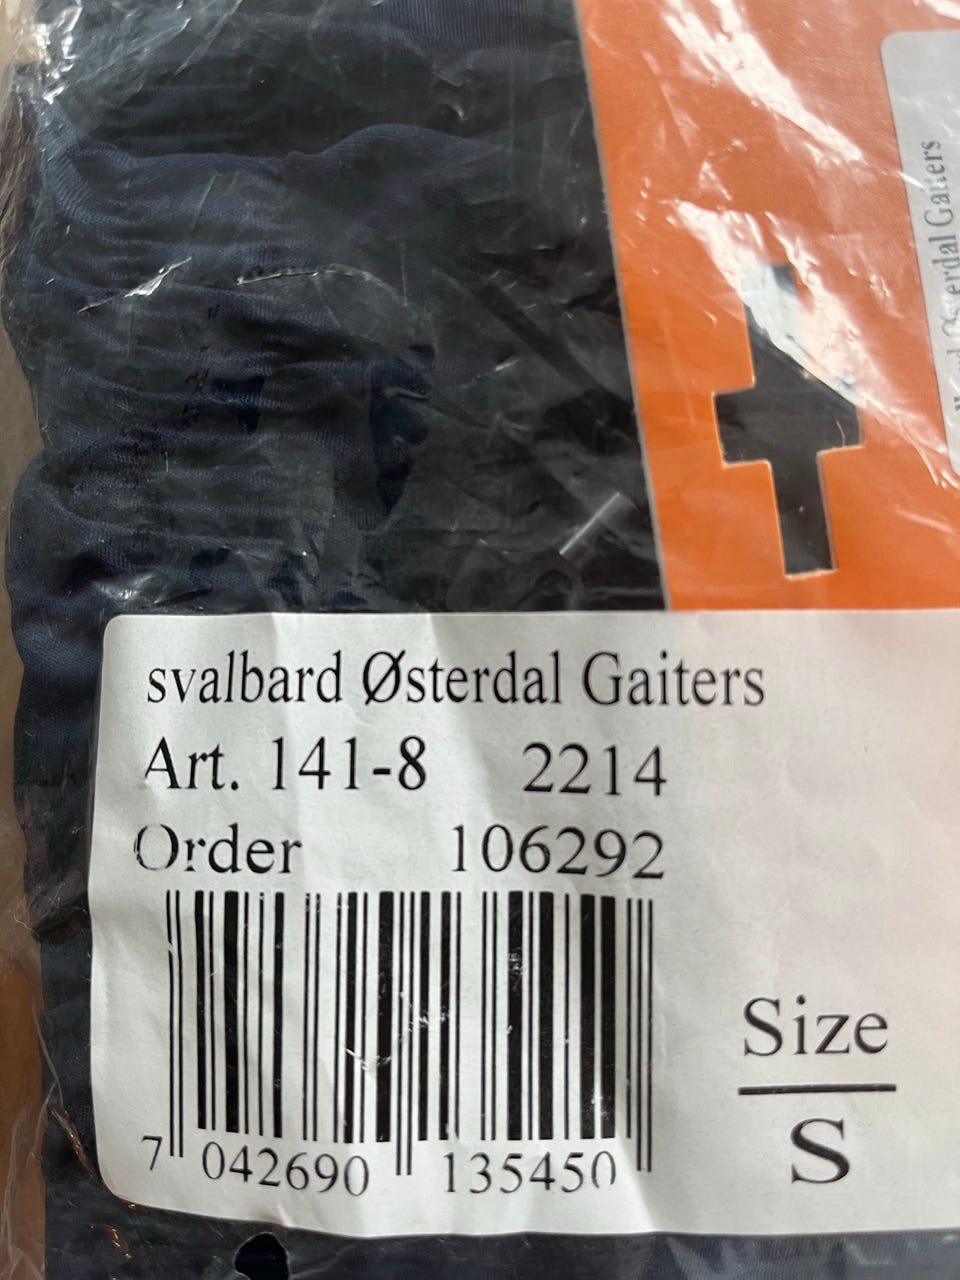 svalbard Østerdal Gaiters
Art. 141-8 2214
Order 106292
7 042690 135450
Size
S
Østerdal Gaiters